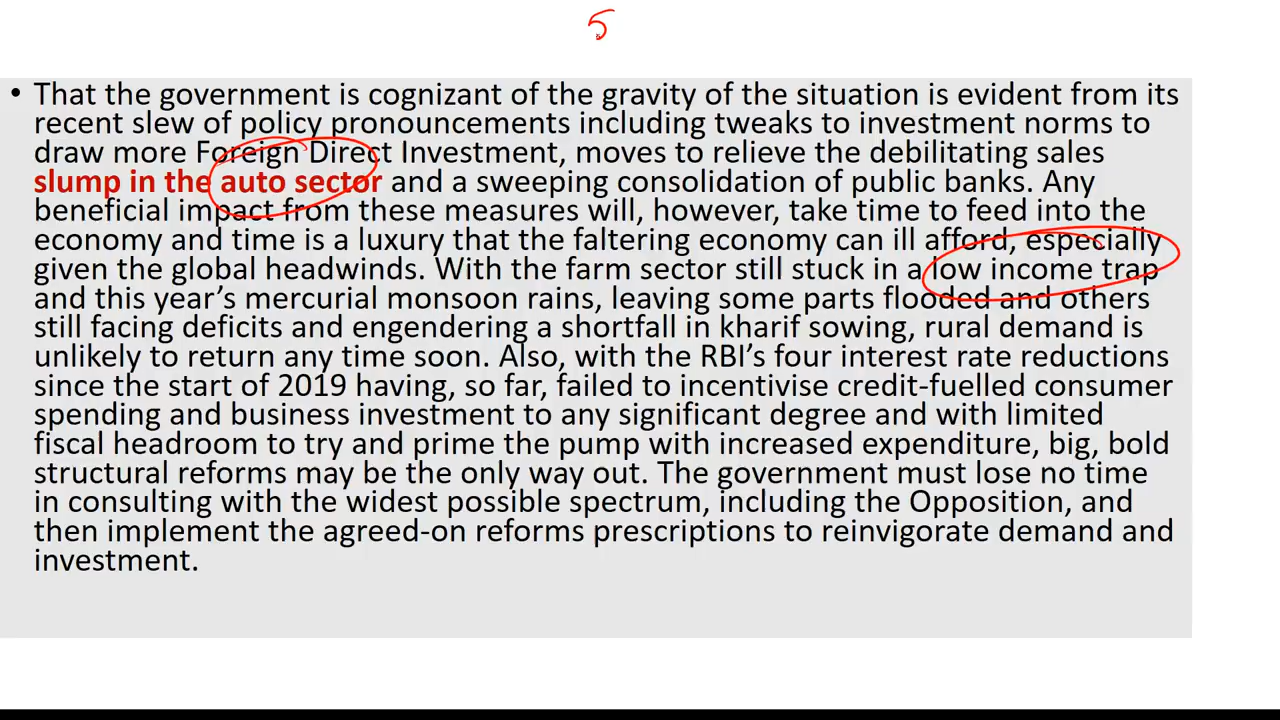 5
• That the government is cognizant of the gravity of the situation is evident from its
recent slew of policy pronouncements including tweaks to investment norms to
draw more Foreign Direct Investment, moves to relieve the debilitating sales
slump in the auto sector and a sweeping consolidation of public banks. Any
beneficial impact from these measures will, however, take time to feed into the
economy and time is a luxury that the faltering economy can ill afford, especially
given the global headwinds. With the farm sector still stuck in a low income trap
and this year’s mercurial monsoon rains, leaving some parts flooded and others
still facing deficits and engendering a shortfall in kharif sowing, rural demand is
unlikely to return any time soon. Also, with the RBI’s four interest rate reductions
since the start of 2019 having, so far, failed to incentivise credit-fuelled consumer
spending and business investment to any significant degree and with limited
fiscal headroom to try and prime the pump with increased expenditure, big, bold
structural reforms may be the only way out. The government must lose no time
in consulting with the widest possible spectrum, including the Opposition, and
then implement the agreed-on reforms prescriptions to reinvigorate demand and
investment.